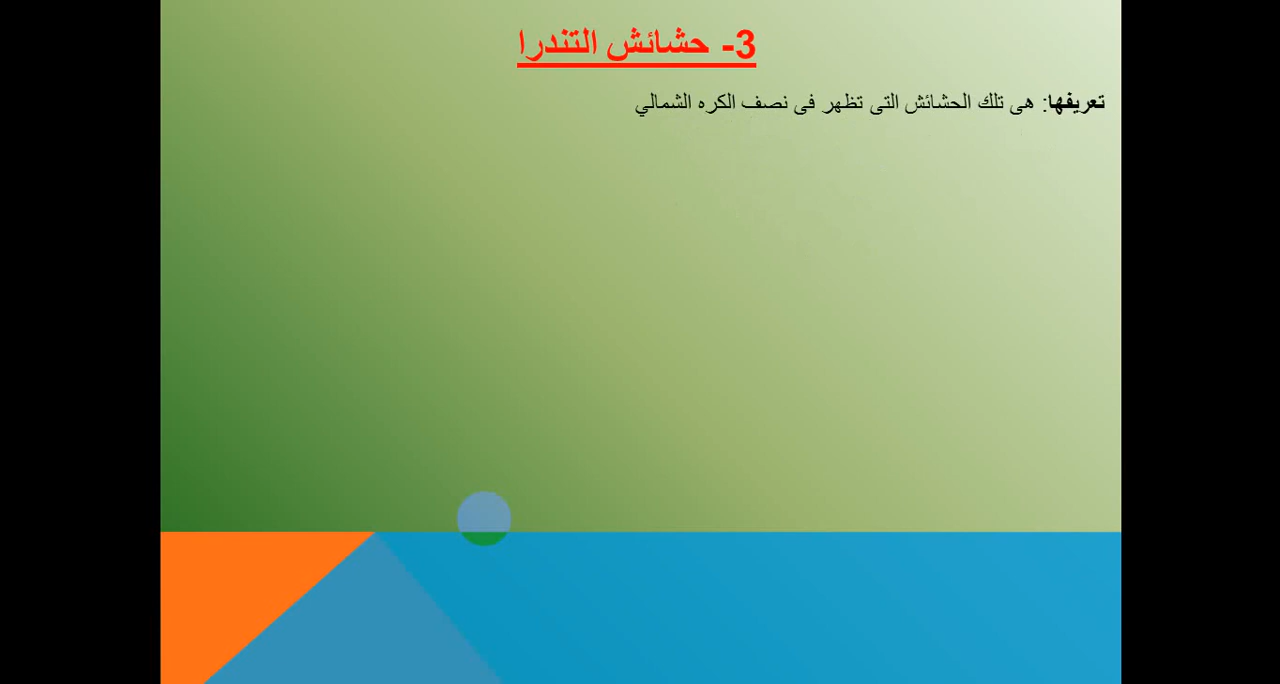 3- حشائش التندرا
تعريفها: هى تلك الحشائش التى تظهر فى نصف الكره الشمالي